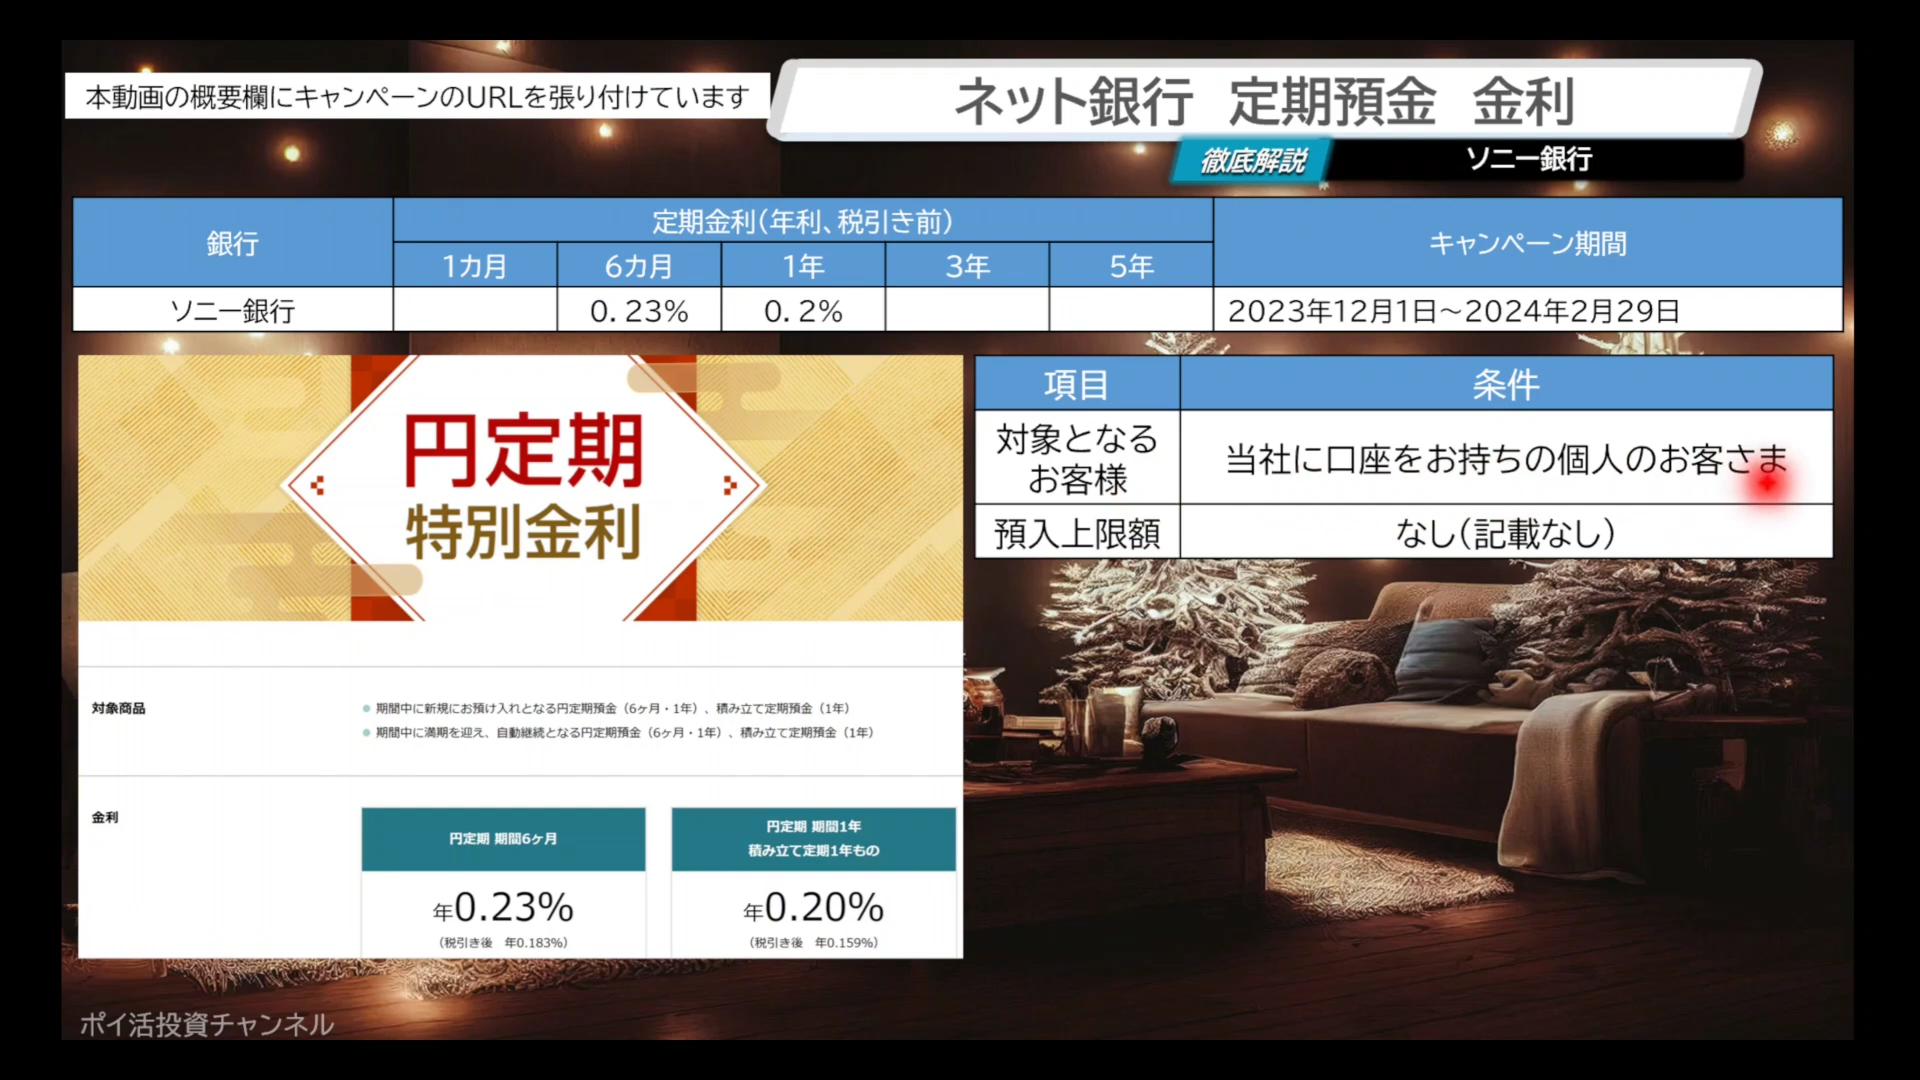 本動画の概要欄にキャンペーンのURLを張り付けています
ネット銀行 定期預金 金利
徹底解説
ソニー銀行
銀行
定期金利(年利、税引き前)
キャンペーン期間
1カ月
6カ月
1年
3年
5年
ソニー銀行
0.23%
0.2%
2023年12月1日~2024年2月29日
円定期
特別金利
項目
条件
対象となる
お客様
当社に口座をお持ちの個人のお客さま
預入上限額
なし(記載なし)
対象商品
期間中に新規にお預け入れとなる円定期預金(6ヶ月・1年)、積み立て定期預金(1年)
期間中に満期を迎え、自動継続となる円定期預金(6ヶ月・1年)、積み立て定期預金(1年)
金利
円定期 期間6ヶ月
年0.23%
(税引き後 年0.183%)
円定期 期間1年
積み立て定期1年もの
年0.20%
(税引き後 年0.159%)
ポイ活投資チャンネル